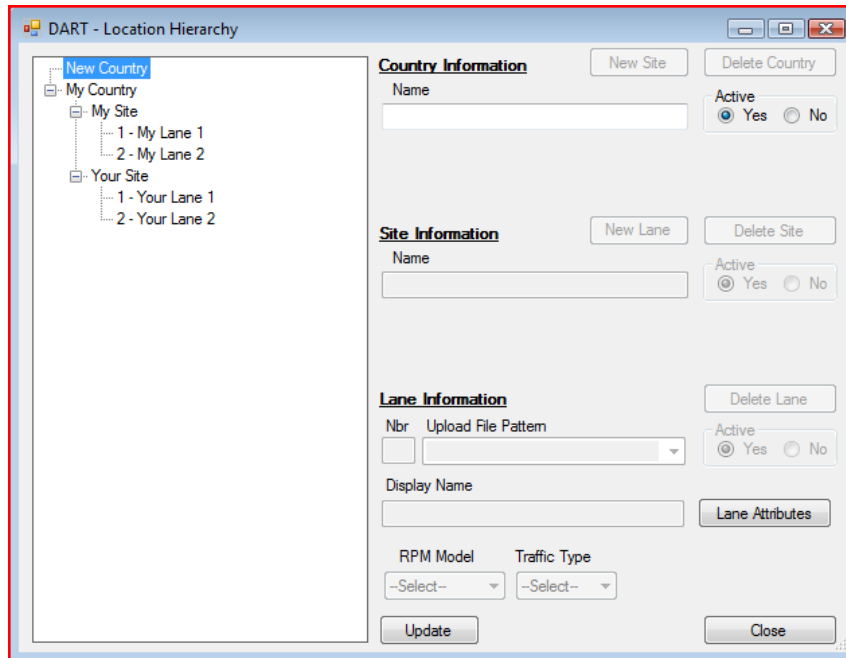 DART - Location Hierarchy
New Country
My Country
My Site
1 - My Lane 1
2 - My Lane 2
Your Site
1 - Your Lane 1
2 - Your Lane 2
Country Information
New Site
Delete Country
Name
Active
Yes No
Site Information
New Lane
Delete Site
Name
Active
Yes No
Lane Information
Delete Lane
Nbr Upload File Pattern
Active
Yes No
Display Name
Lane Attributes
RPM Model Traffic Type
--Select-- --Select--
Update
Close